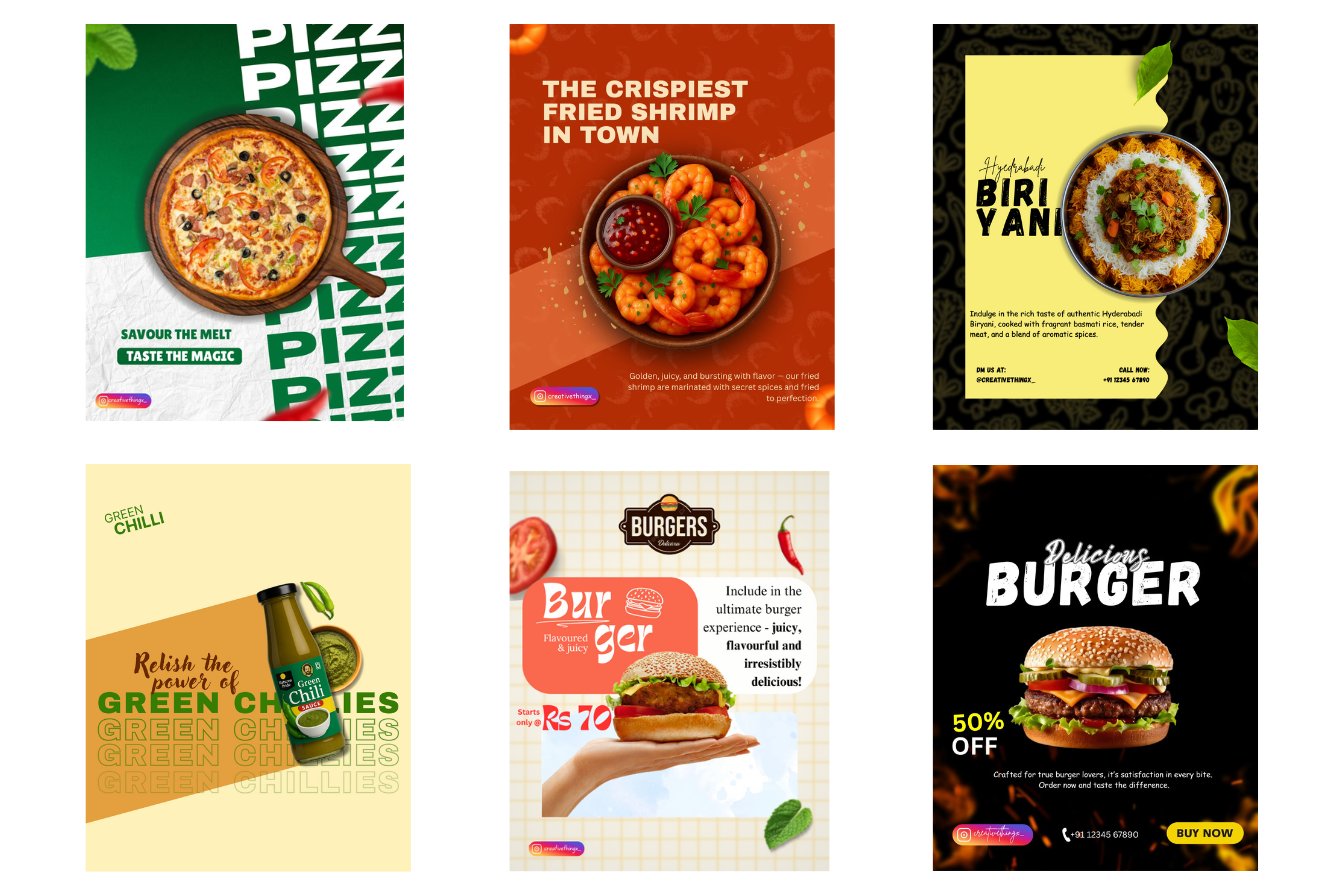 PIZZ
PIZZ
PIZZ
PIZZ
PIZZ
PIZZ
PIZZ
PIZZ
PIZZ
SAVOUR THE MELT
TASTE THE MAGIC
creativethingx_
THE CRISPIEST
FRIED SHRIMP
IN TOWN
Golden, juicy, and bursting with flavor — our fried
shrimp are marinated with secret spices and fried
to perfection.
creativethingx_
Hyedrabadi
BIRI
YANI
Indulge in the rich taste of authentic Hyderabadi
Biryani, cooked with fragrant basmati rice, tender
meat, and a blend of aromatic spices.
DM US AT:
@CREATIVETHINGX_
CALL NOW:
+91 12345 67890
GREEN
CHILLI
Relish the
power of
GREEN CHILLIES
GREEN CHILLIES
GREEN CHILLIES
GREEN CHILLIES
Green
Chili
SAUCE
BURGERS
Delicious
Bur
ger
Flavoured
& juicy
Include in the
ultimate burger
experience - juicy,
flavourful and
irresistibly
delicious!
Starts
only @
Rs 70
creativethingx_
Delicious
BURGER
50%
OFF
Crafted for true burger lovers, it's satisfaction in every bite.
Order now and taste the difference.
creativethingx_
+91 12345 67890
BUY NOW